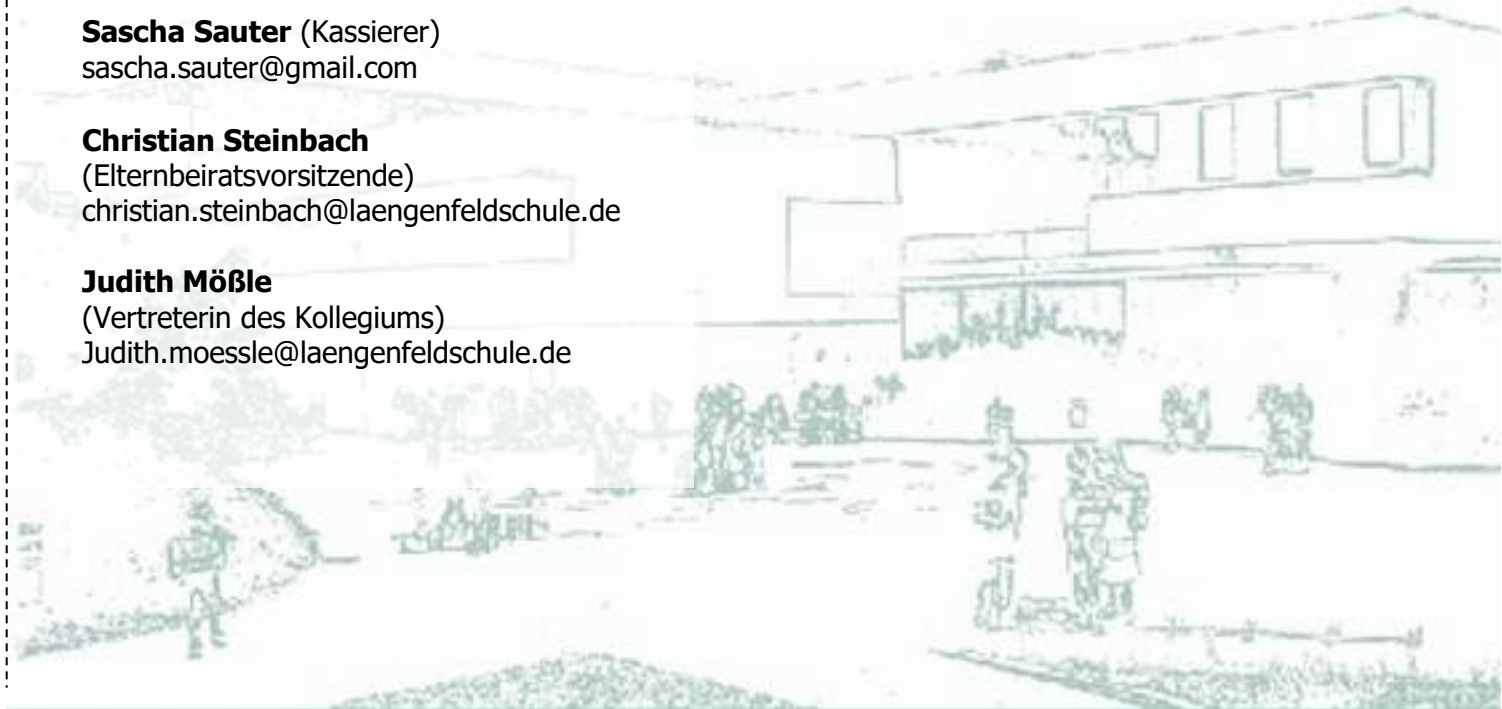 Sascha Sauter (Kassierer)
sascha.sauter@gmail.com
Christian Steinbach
(Elternbeiratsvorsitzende)
christian.steinbach@laengenfeldschule.de
Judith Mößle
(Vertreterin des Kollegiums)
Judith.moessle@laengenfeldschule.de